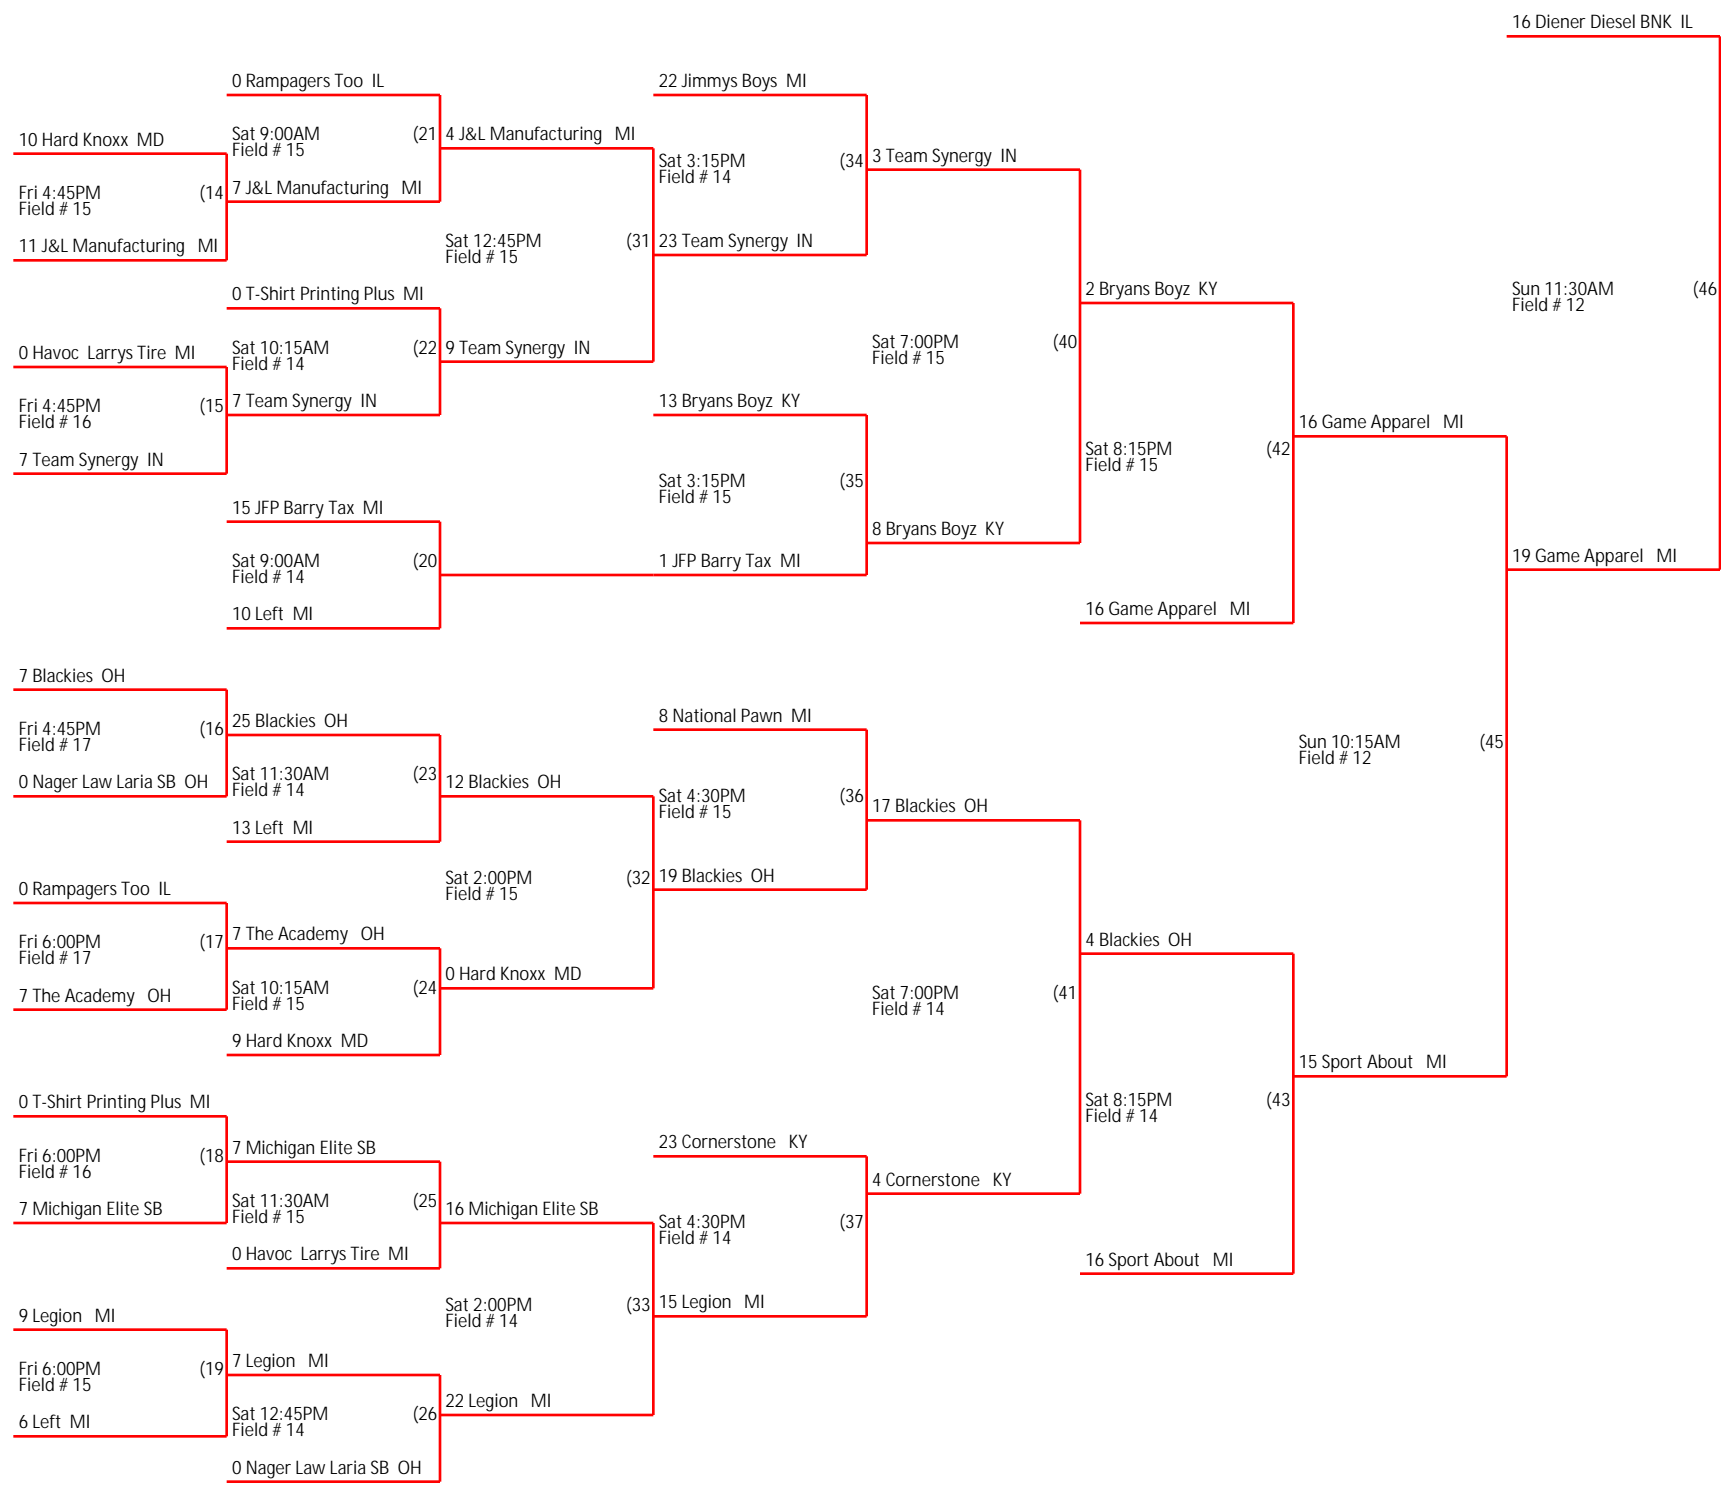 16 Diener Diesel BNK IL
0 Rampagers Too IL
22 Jimmys Boys MI
10 Hard Knoxx MD
Sat 9:00AM
Field # 15
(21
4 J&L Manufacturing MI
Sat 3:15PM
Field # 14
(34
3 Team Synergy IN
Fri 4:45PM
Field # 15
(14
7 J&L Manufacturing MI
11 J&L Manufacturing MI
Sat 12:45PM
Field # 15
(31
23 Team Synergy IN
0 T-Shirt Printing Plus MI
2 Bryans Boyz KY
Sun 11:30AM
Field # 12
(46
0 Havoc Larrys Tire MI
Sat 10:15AM
Field # 14
(22
9 Team Synergy IN
Sat 7:00PM
Field # 15
(40
Fri 4:45PM
Field # 16
(15
7 Team Synergy IN
13 Bryans Boyz KY
16 Game Apparel MI
7 Team Synergy IN
Sat 8:15PM
Field # 15
(42
Sat 3:15PM
Field # 15
(35
15 JFP Barry Tax MI
8 Bryans Boyz KY
Sat 9:00AM
Field # 14
(20
1 JFP Barry Tax MI
19 Game Apparel MI
10 Left MI
16 Game Apparel MI
7 Blackies OH
Fri 4:45PM
Field # 17
(16
25 Blackies OH
8 National Pawn MI
Sun 10:15AM
Field # 12
(45
0 Nager Law Laria SB OH
Sat 11:30AM
Field # 14
(23
12 Blackies OH
Sat 4:30PM
Field # 15
(36
17 Blackies OH
13 Left MI
0 Rampagers Too IL
Sat 2:00PM
Field # 15
(32
19 Blackies OH
Fri 6:00PM
Field # 17
(17
7 The Academy OH
4 Blackies OH
7 The Academy OH
Sat 10:15AM
Field # 15
(24
0 Hard Knoxx MD
Sat 7:00PM
Field # 14
(41
9 Hard Knoxx MD
15 Sport About MI
0 T-Shirt Printing Plus MI
Sat 8:15PM
Field # 14
(43
Fri 6:00PM
Field # 16
(18
7 Michigan Elite SB
23 Cornerstone KY
4 Cornerstone KY
7 Michigan Elite SB
Sat 11:30AM
Field # 15
(25
16 Michigan Elite SB
Sat 4:30PM
Field # 14
(37
0 Havoc Larrys Tire MI
16 Sport About MI
9 Legion MI
Sat 2:00PM
Field # 14
(33
15 Legion MI
Fri 6:00PM
Field # 15
(19
7 Legion MI
6 Left MI
Sat 12:45PM
Field # 14
(26
22 Legion MI
0 Nager Law Laria SB OH